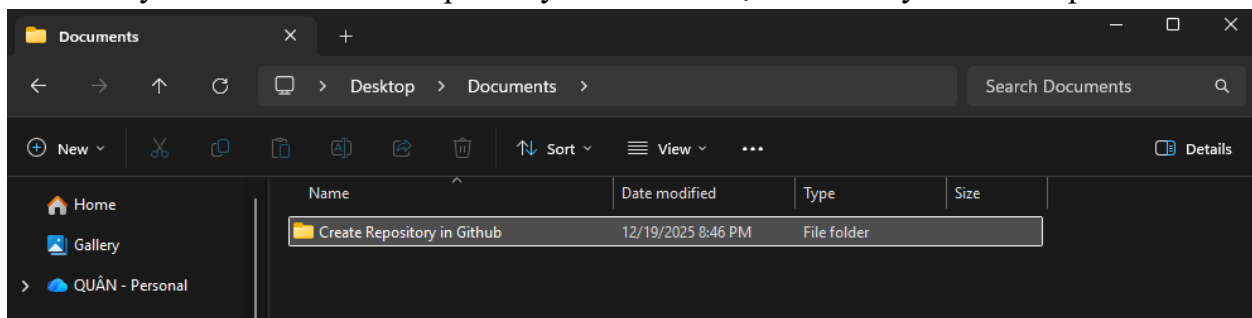 Documents
Desktop > Documents >
Search Documents
New
Sort
View
...
Details
Name
Date modified
Type
Size
Home
Create Repository in Github
12/19/2025 8:46 PM
File folder
Gallery
QUÂN - Personal